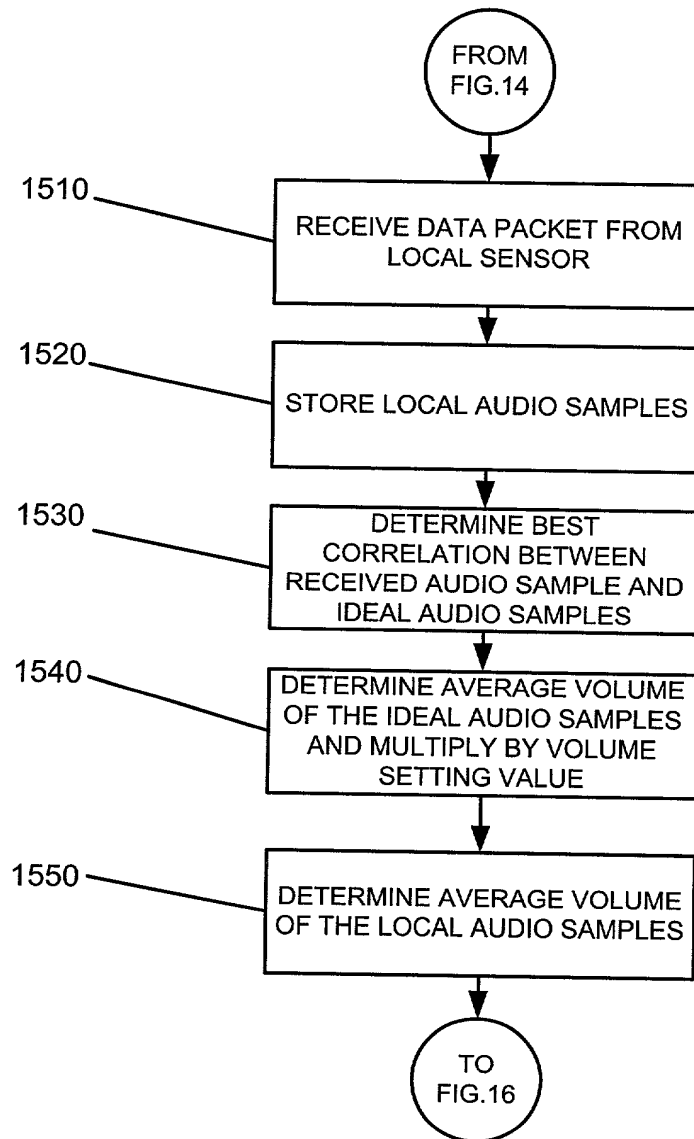 FROM
FIG.14
1510
RECEIVE DATA PACKET FROM
LOCAL SENSOR
1520
STORE LOCAL AUDIO SAMPLES
1530
DETERMINE BEST
CORRELATION BETWEEN
RECEIVED AUDIO SAMPLE AND
IDEAL AUDIO SAMPLES
1540
DETERMINE AVERAGE VOLUME
OF THE IDEAL AUDIO SAMPLES
AND MULTIPLY BY VOLUME
SETTING VALUE
1550
DETERMINE AVERAGE VOLUME
OF THE LOCAL AUDIO SAMPLES
TO
FIG.16